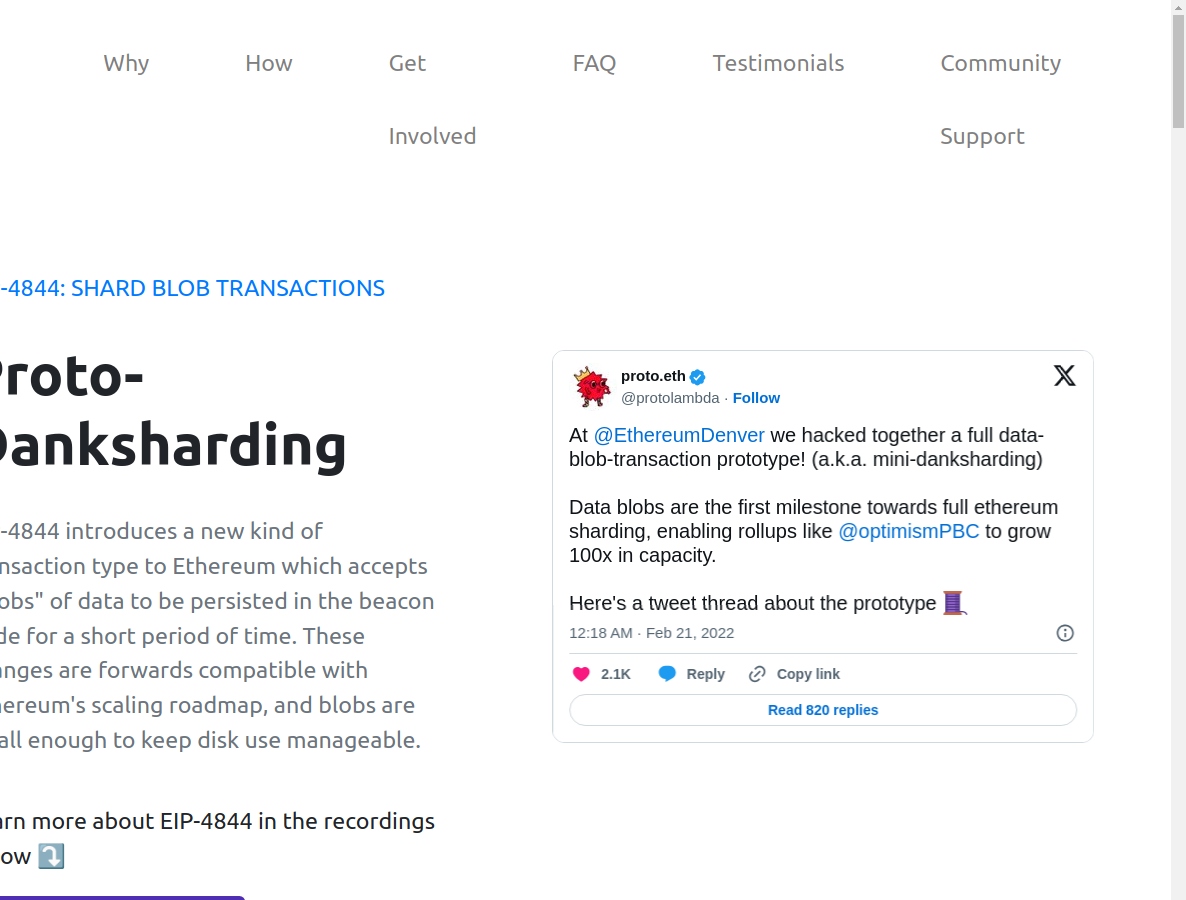 Why
How
Get
Involved
FAQ
Testimonials
Community
Support
-4844: SHARD BLOB TRANSACTIONS
roto-
anksharding
-4844 introduces a new kind of
nsaction type to Ethereum which accepts
obs" of data to be persisted in the beacon
de for a short period of time. These
anges are forwards compatible with
ereum's scaling roadmap, and blobs are
all enough to keep disk use manageable.
arn more about EIP-4844 in the recordings
ow ⤵️
proto.eth
@protolambda · Follow
At @EthereumDenver we hacked together a full data-
blob-transaction prototype! (a.k.a. mini-danksharding)
Data blobs are the first milestone towards full ethereum
sharding, enabling rollups like @optimismPBC to grow
100x in capacity.
Here's a tweet thread about the prototype 🧵
12:18 AM · Feb 21, 2022
2.1K Reply Copy link
Read 820 replies